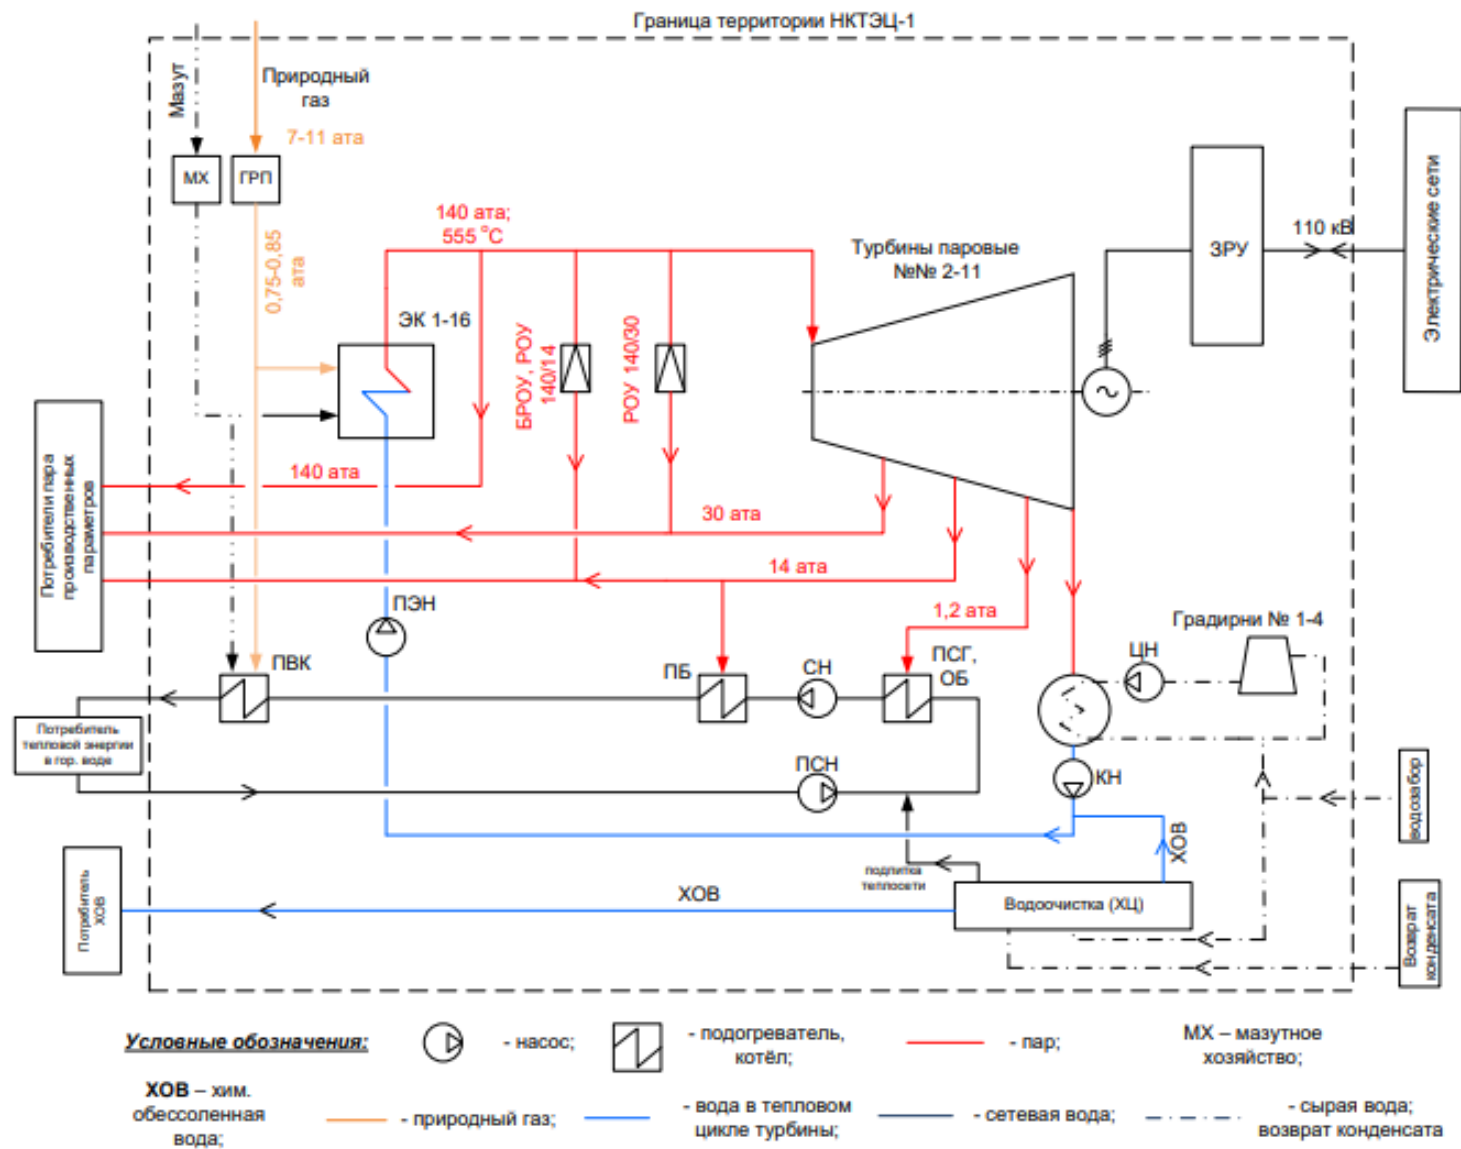 Граница территории НКТЭЦ-1
Мазут
Природный
газ
7-11 ата
МХ
ГРП
0,75-0,85
ата
140 ата;
555 °С
ЭК 1-16
БРОУ, РОУ
140/14
РОУ 140/30
Турбины паровые
№№ 2-11
ЗРУ
110 кВ
Электрические сети
Потребители пара
производственных
параметров
140 ата
30 ата
14 ата
1,2 ата
ПЭН
ПВК
ПБ
СН
ПСГ,
ОБ
ЦН
Градирни № 1-4
Потребитель
тепловой энергии
в гор. воде
ПСН
КН
водозабор
ХОВ
подпитка
теплосети
Потребитель
ХОВ
ХОВ
Водоочистка (ХЦ)
Возврат
конденсата
Условные обозначения:
- насос;
- подогреватель,
котёл;
- пар;
МХ – мазутное
хозяйство;
ХОВ – хим.
обессоленная
вода;
- природный газ;
- вода в тепловом
цикле турбины;
- сетевая вода;
- сырая вода;
возврат конденсата